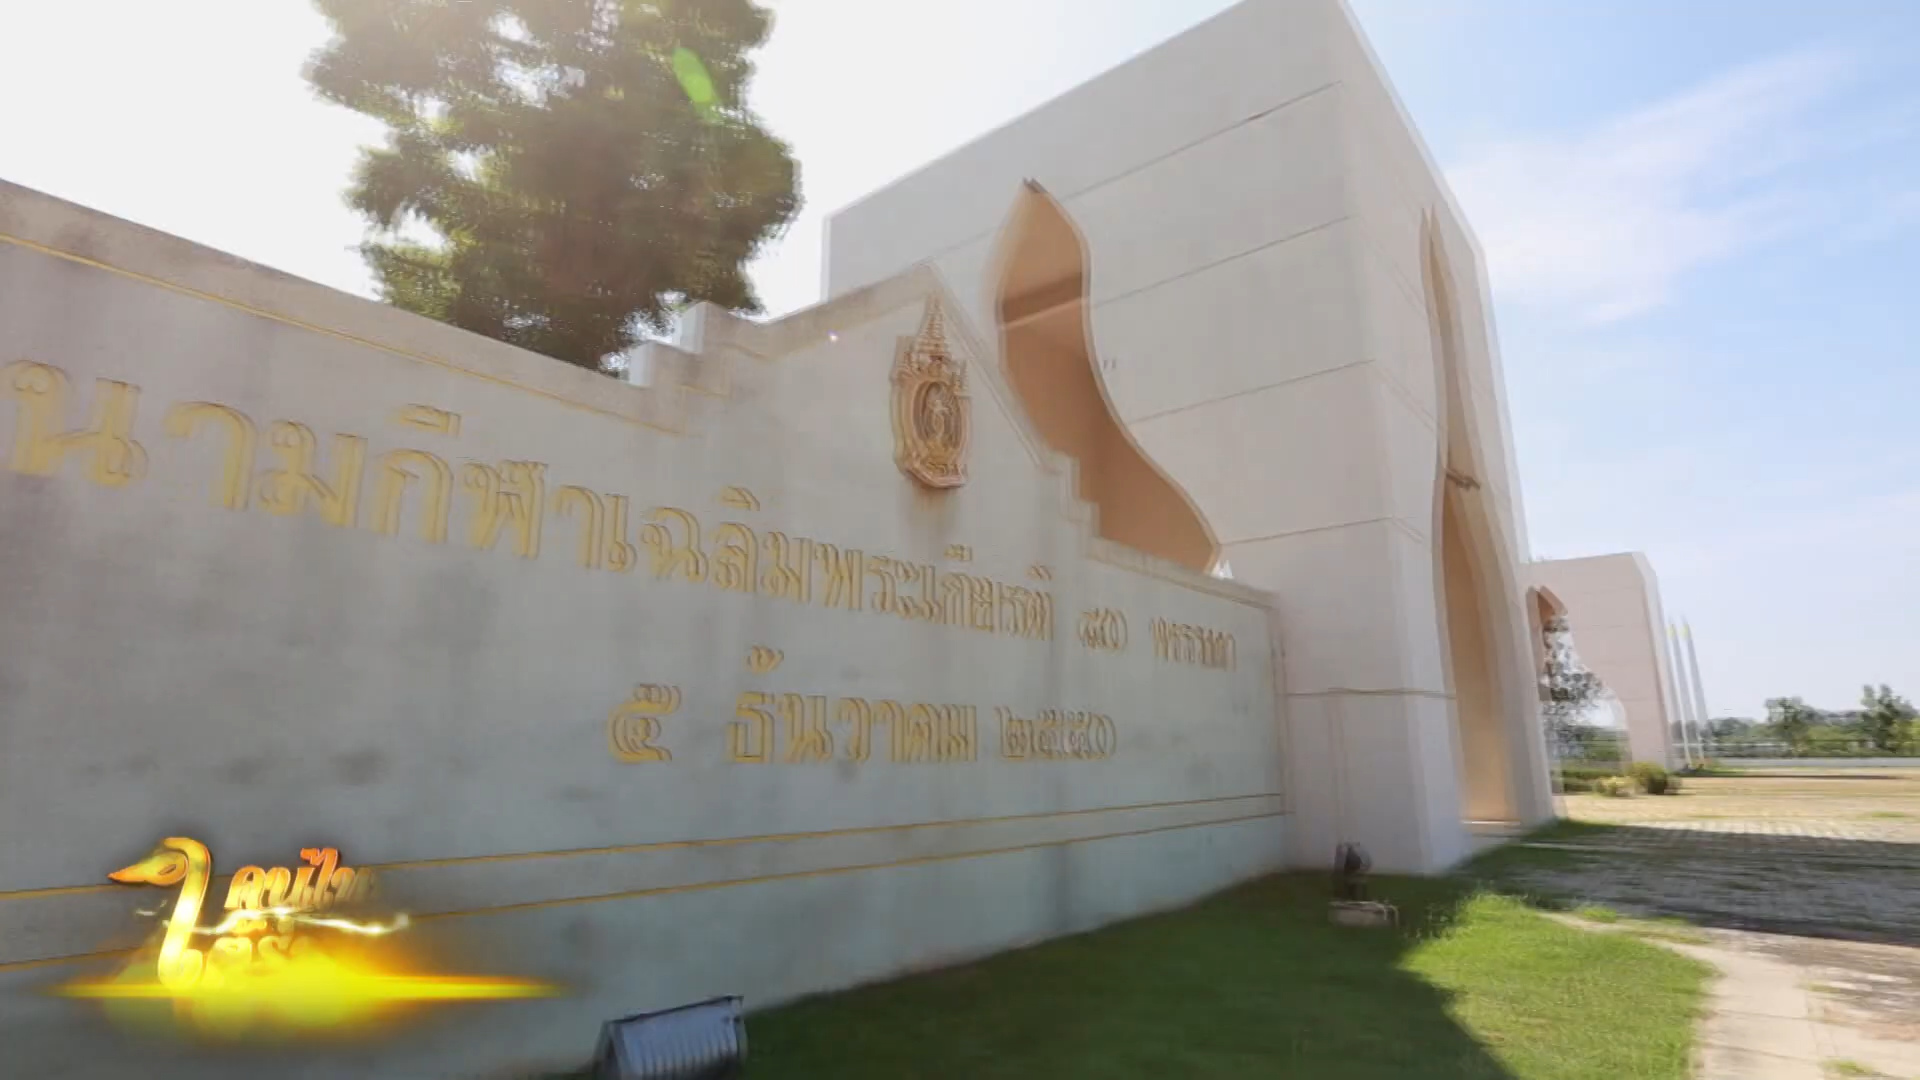 นามกีฬาเฉลิมพระเกียรติ ๘๐ พรรษา
๕ ธันวาคม ๒๕๕๐